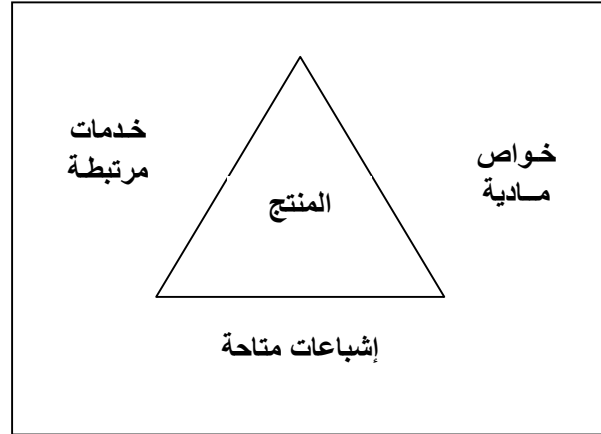 خدمات
مرتبطة
خواص
مادية
المنتج
إشباعات متاحة